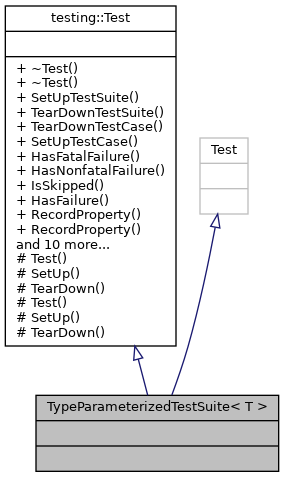 testing::Test
+ ~Test()
+ ~Test()
+ SetUpTestSuite()
+ TearDownTestSuite()
+ TearDownTestCase()
+ SetUpTestCase()
+ HasFatalFailure()
+ HasNonfatalFailure()
+ IsSkipped()
+ HasFailure()
+ RecordProperty()
+ RecordProperty()
and 10 more...
# Test()
# SetUp()
# TearDown()
# Test()
# SetUp()
# TearDown()
Test
TypeParameterizedTestSuite< T >